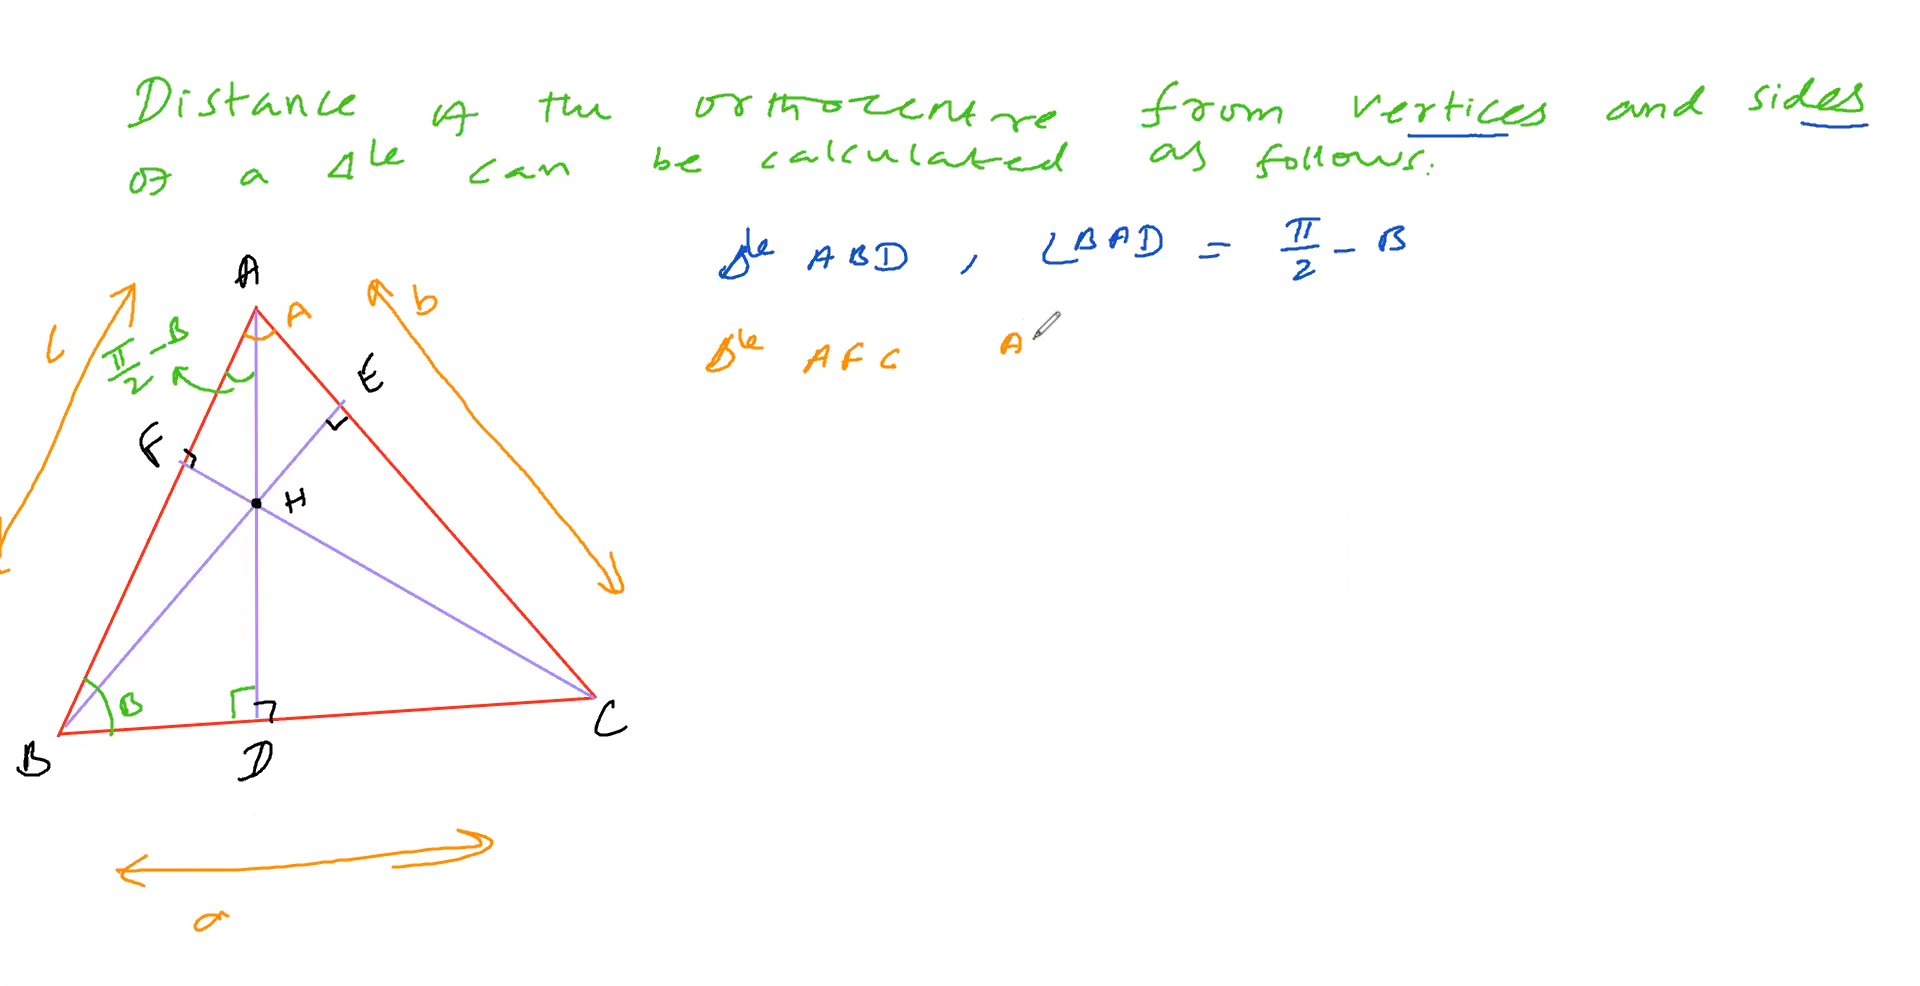 Distance of the orthocentre from vertices and sides
of a Δle can be calculated as follows.
Δle ABD, ∠BAD = π/2 - B
Δle AFC A
A
A
b
c
π/2 - B
E
F
H
B
B
D
C
a